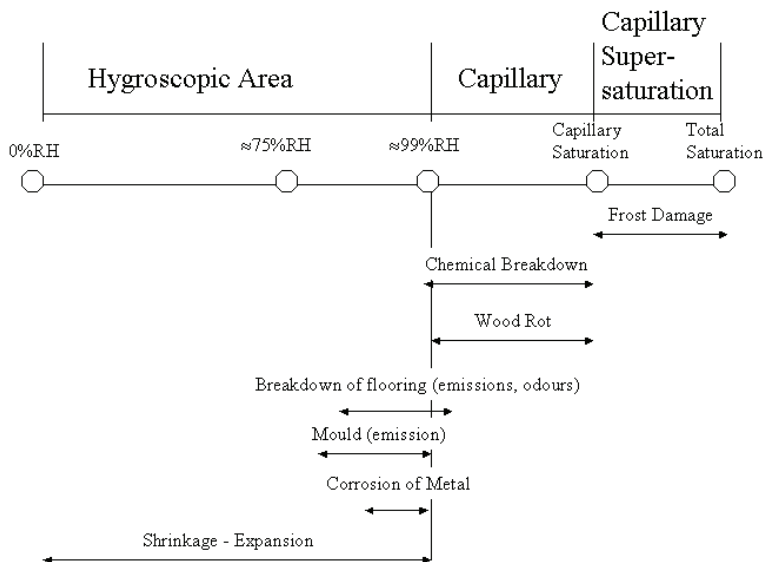 Capillary
Super-
saturation
Hygroscopic Area
Capillary
Capillary
Saturation
Total
Saturation
0%RH
≈75%RH
≈99%RH
Frost Damage
Chemical Breakdown
Wood Rot
Breakdown of flooring (emissions, odours)
Mould (emission)
Corrosion of Metal
Shrinkage - Expansion